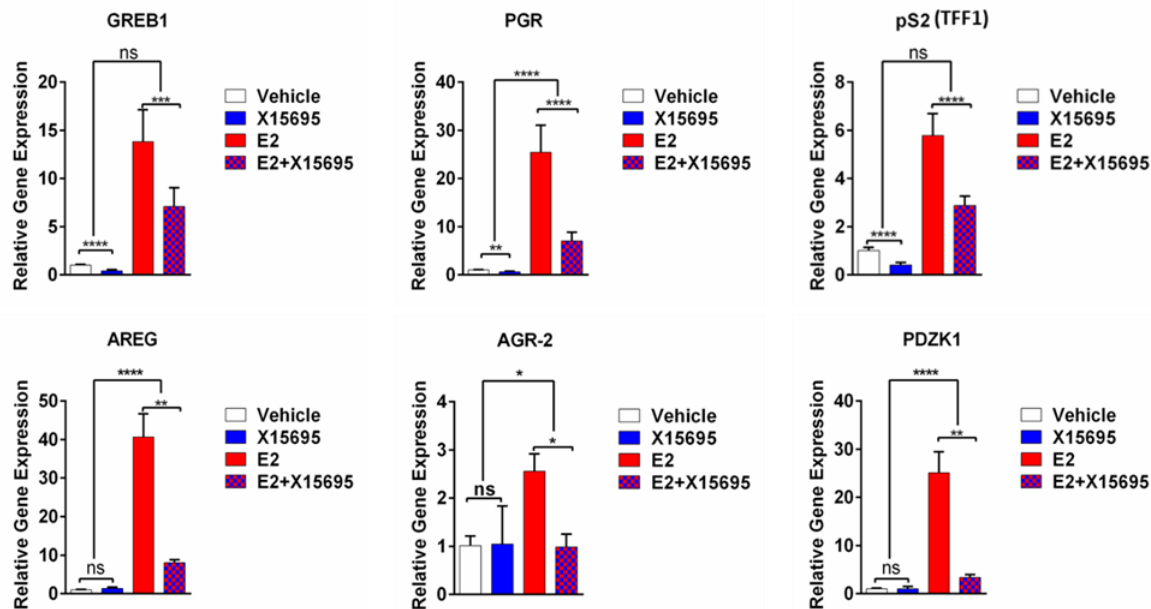 GREB1
ns
***
****
Relative Gene Expression
20
15
10
5
0
Vehicle
X15695
E2
E2+X15695
PGR
****
****
**
Relative Gene Expression
40
30
20
10
0
Vehicle
X15695
E2
E2+X15695
pS2 (TFF1)
ns
****
****
Relative Gene Expression
8
6
4
2
0
Vehicle
X15695
E2
E2+X15695
AREG
****
**
ns
Relative Gene Expression
50
40
30
20
10
0
Vehicle
X15695
E2
E2+X15695
AGR-2
*
*
ns
Relative Gene Expression
4
3
2
1
0
Vehicle
X15695
E2
E2+X15695
PDZK1
****
**
ns
Relative Gene Expression
40
30
20
10
0
Vehicle
X15695
E2
E2+X15695